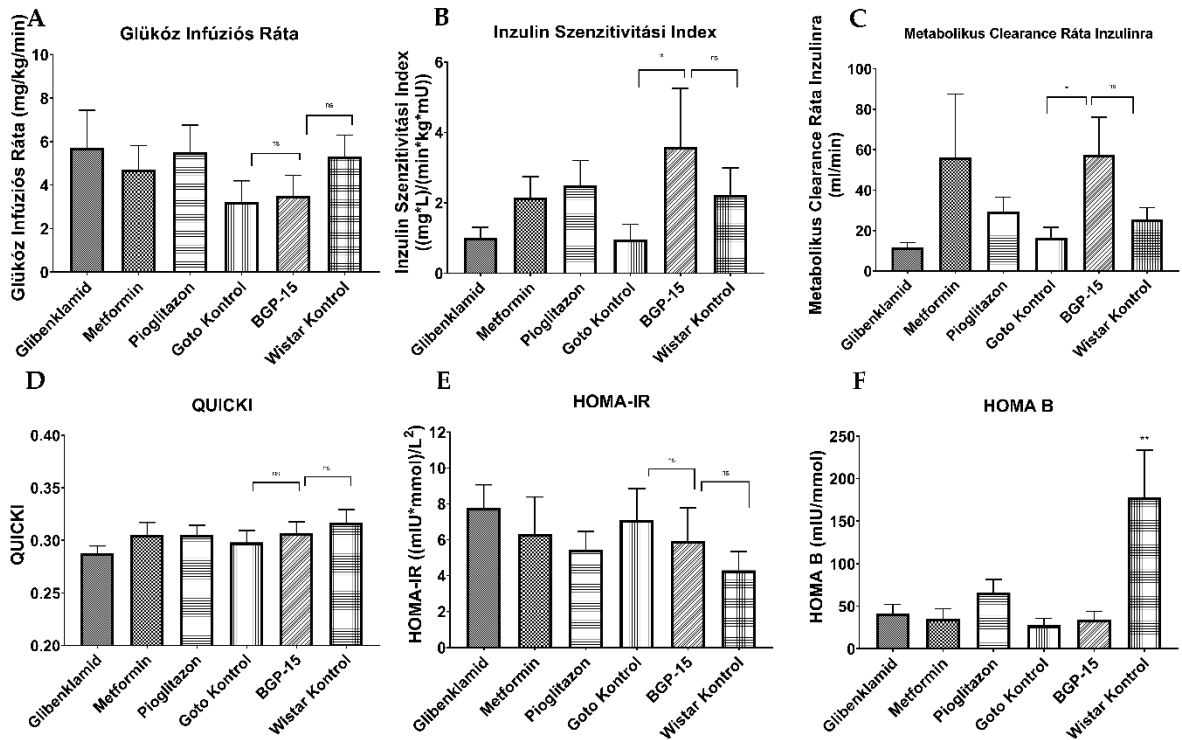 A
Glükóz Infúziós Ráta
Glükóz Infúziós Ráta (mg/kg/min)
10
8
6
4
2
0
ns
ns
Glibenklamid
Metformin
Pioglitazon
Goto Kontrol
BGP-15
Wistar Kontrol
B
Inzulin Szenzitivitási Index
Inzulin Szenzitivitási Index
((mg*L)/(min*kg*mU))
6
4
2
0
*
ns
Glibenklamid
Metformin
Pioglitazon
Goto Kontrol
BGP-15
Wistar Kontrol
C
Metabolikus Clearance Ráta Inzulinra
Metabolikus Clearance Ráta Inzulinra
(ml/min)
100
80
60
40
20
0
*
ns
Glibenklamid
Metformin
Pioglitazon
Goto Kontrol
BGP-15
Wistar Kontrol
D
QUICKI
QUICKI
0.40
0.35
0.30
0.25
0.20
ns
ns
Glibenklamid
Metformin
Pioglitazon
Goto Kontrol
BGP-15
Wistar Kontrol
E
HOMA-IR
HOMA-IR ((mIU*mmol)/L²)
12
10
8
6
4
2
0
ns
ns
Glibenklamid
Metformin
Pioglitazon
Goto Kontrol
BGP-15
Wistar Kontrol
F
HOMA B
HOMA B (mIU/mmol)
250
200
150
100
50
0
**
Glibenklamid
Metformin
Pioglitazon
Goto Kontrol
BGP-15
Wistar Kontrol